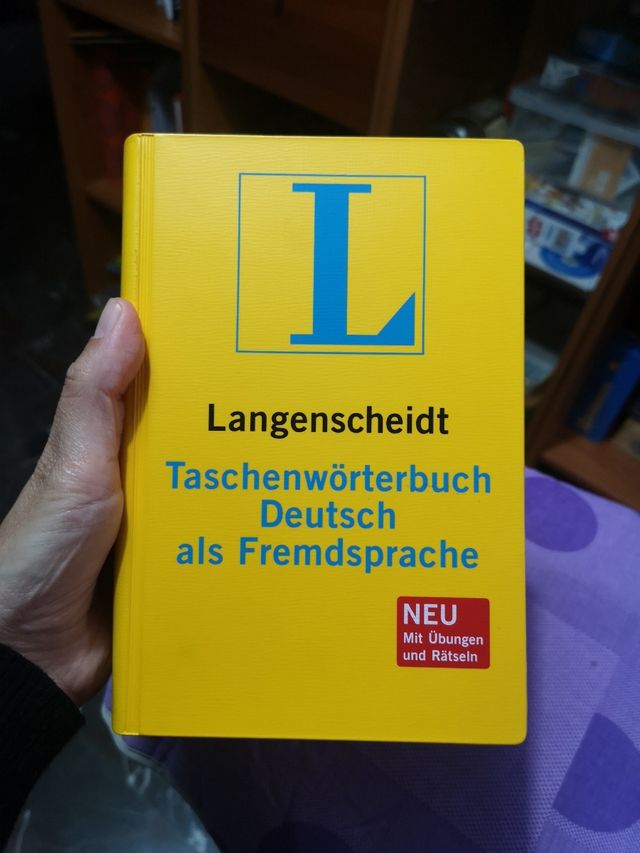 L
Langenscheidt
Taschenwörterbuch
Deutsch
als Fremdsprache
NEU
Mit Übungen
und Rätseln